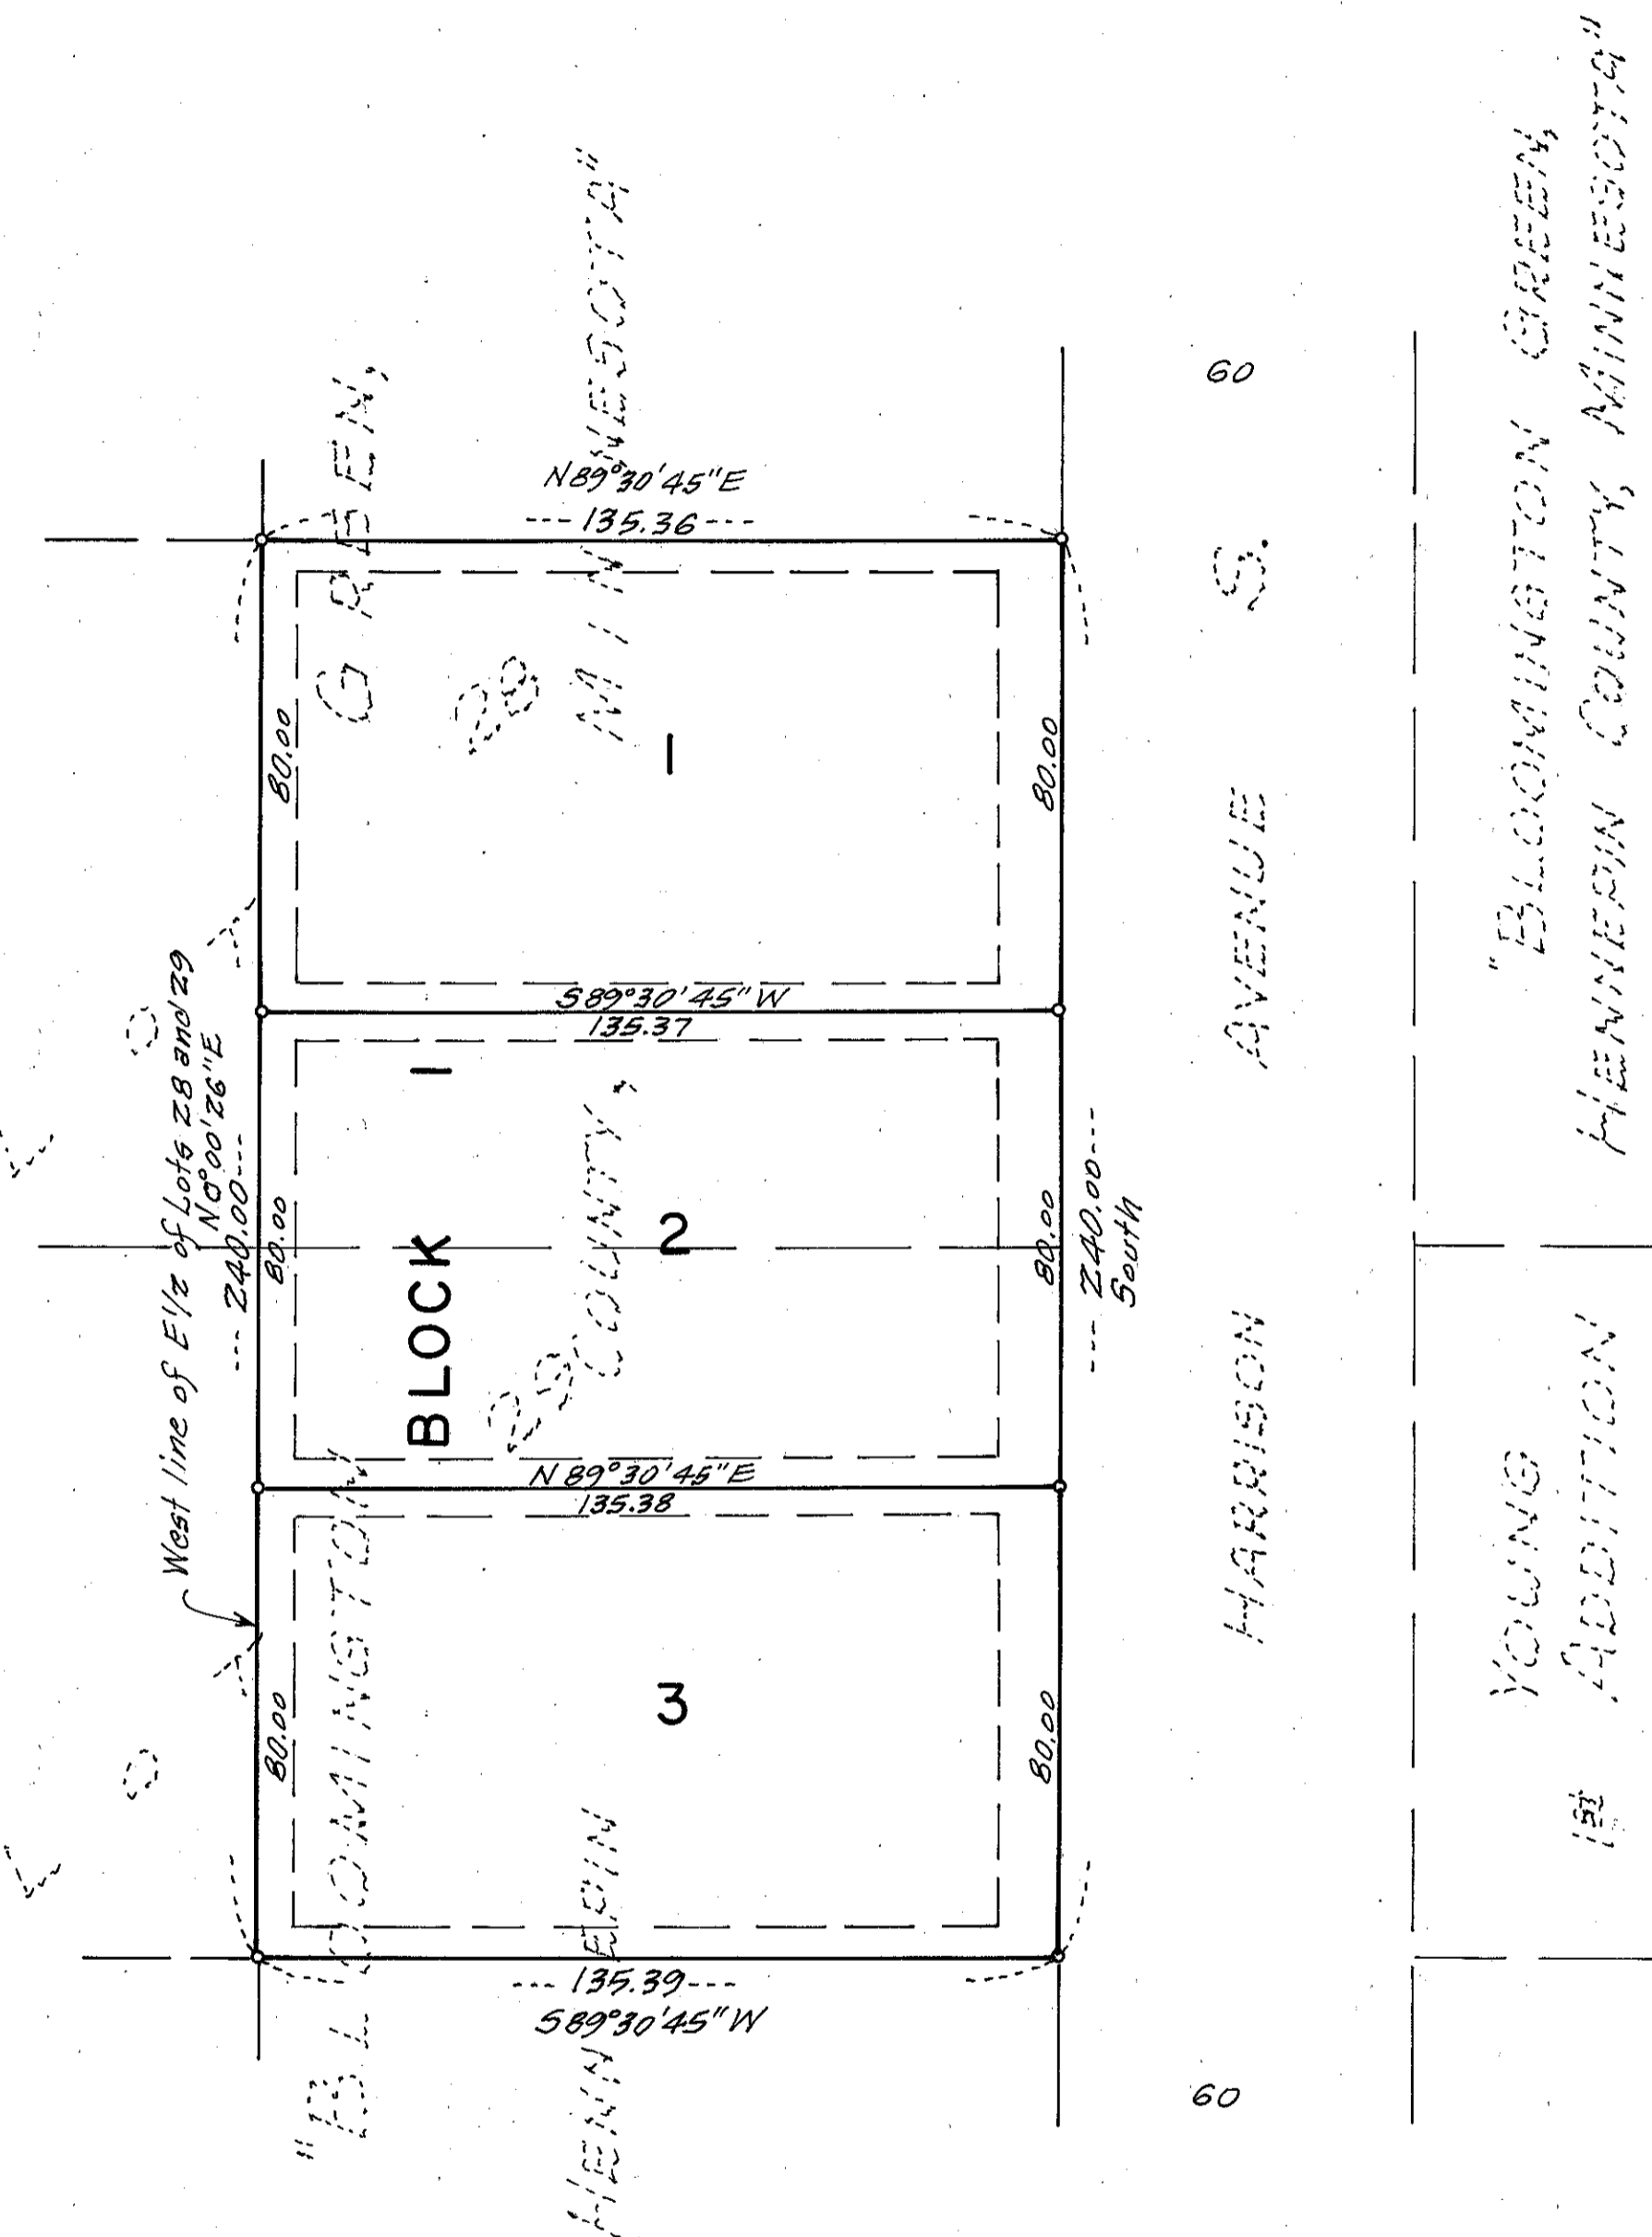 N89°30'45"E
--- 135.36 ---
60
"BLOOMINGTON GREEN,
HENNEPIN COUNTY, MINNESOTA"
28
80.00
1
80.00
S89°30'45"W
135.37
West line of E1/2 of Lots 28 and 29
N0°00'26"E
--- 240.00 ---
80.00
BLOCK 1
29
2
80.00
--- 240.00 ---
South
HARRISON AVENUE S.
N89°30'45"E
135.38
80.00
3
80.00
--- 135.39 ---
S89°30'45"W
60
"BLOOMINGTON GREEN,
HENNEPIN COUNTY, MINNESOTA"
YOUNG
ADDITION